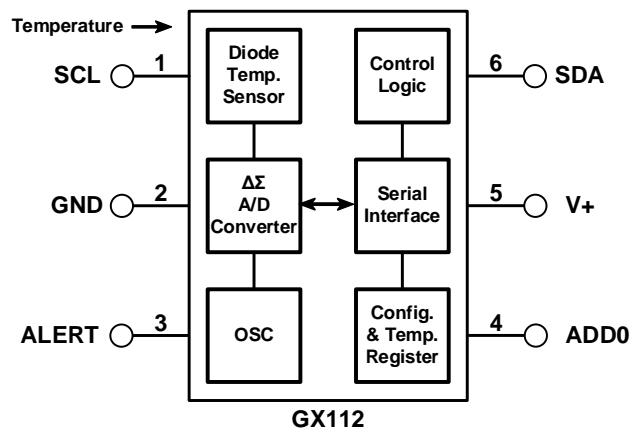 Temperature
SCL
1
Diode
Temp.
Sensor
Control
Logic
6
SDA
GND
2
ΔΣ
A/D
Converter
Serial
Interface
5
V+
ALERT
3
OSC
Config.
& Temp.
Register
4
ADD0
GX112